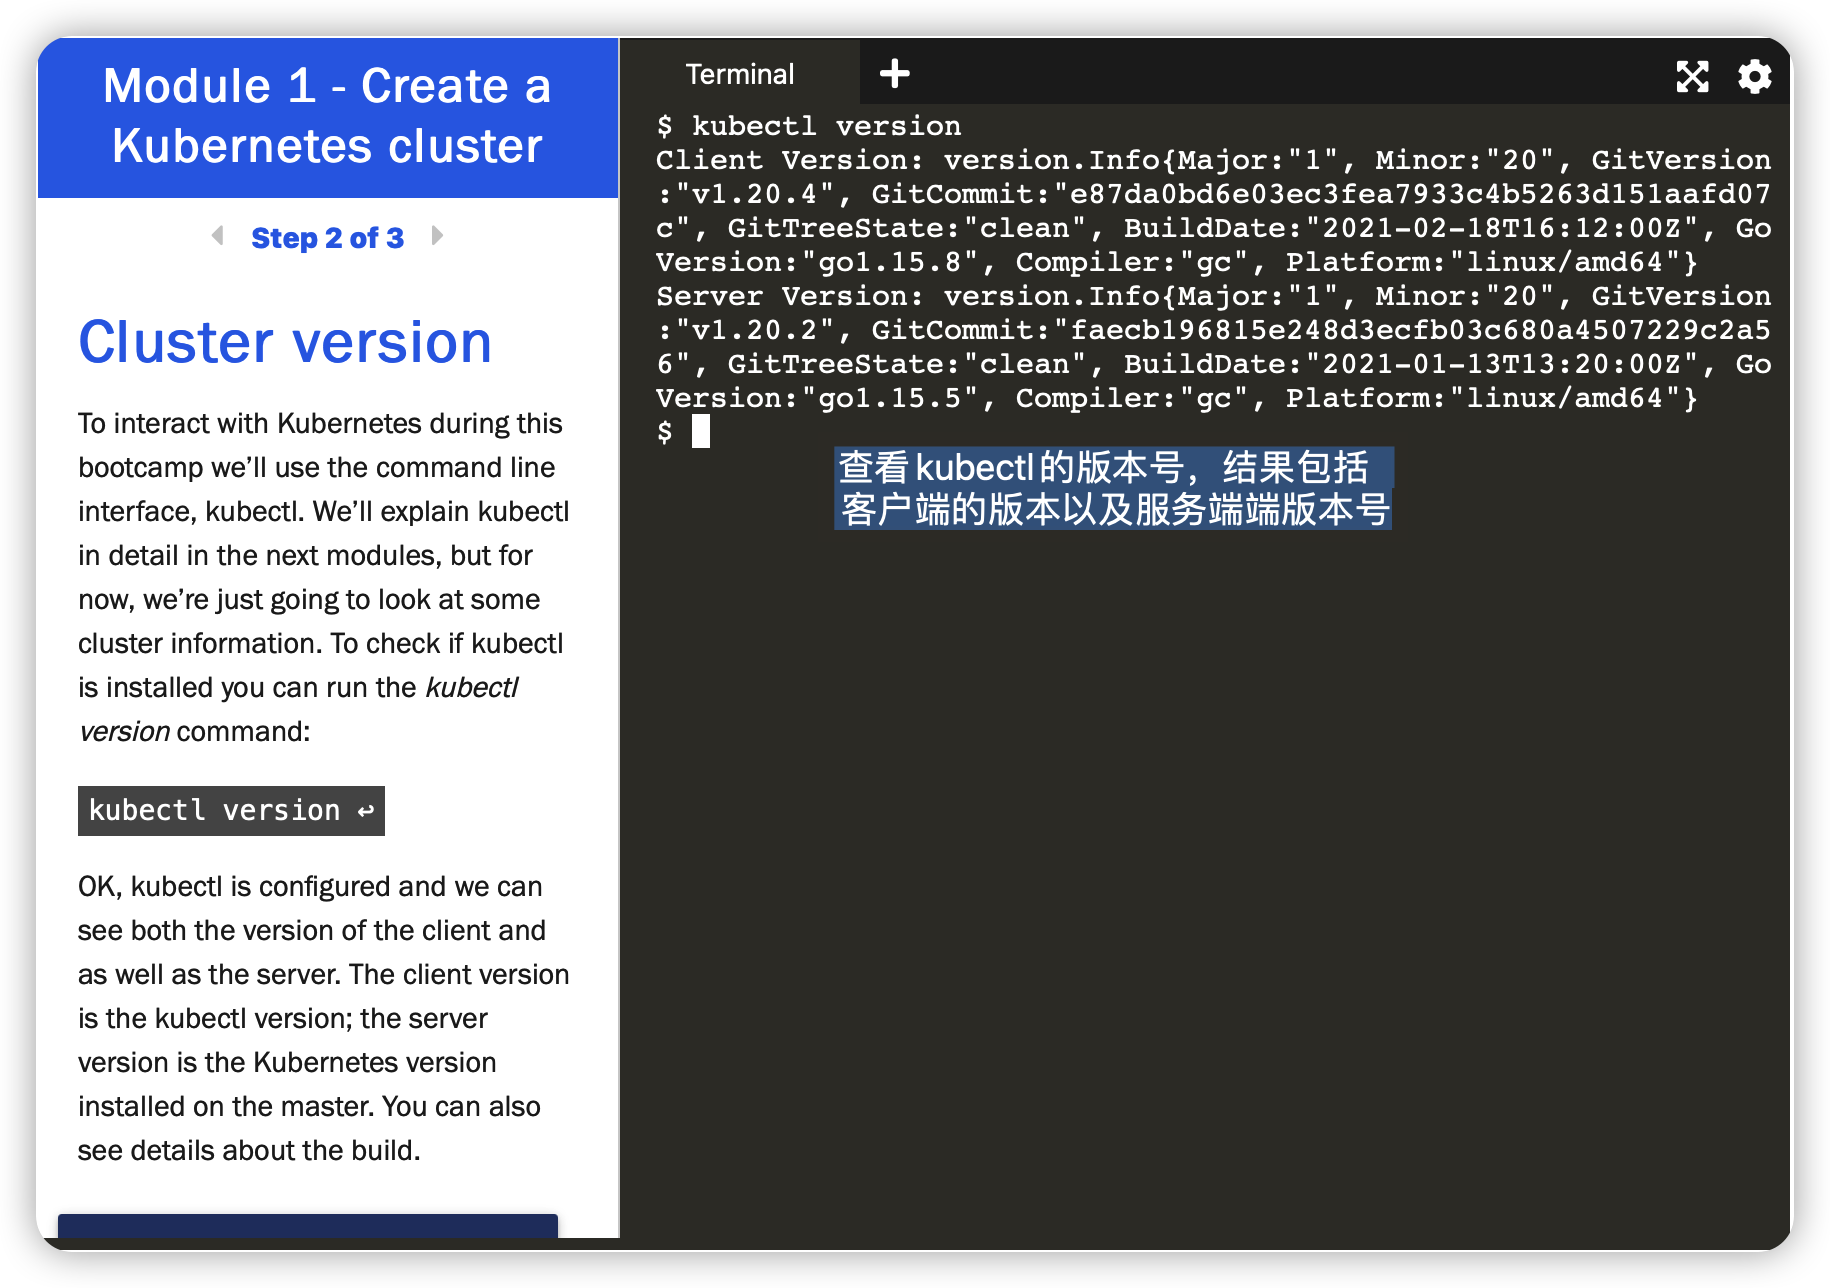 Module 1 - Create a
Kubernetes cluster
Step 2 of 3
Cluster version
To interact with Kubernetes during this
bootcamp we’ll use the command line
interface, kubectl. We’ll explain kubectl
in detail in the next modules, but for
now, we’re just going to look at some
cluster information. To check if kubectl
is installed you can run the kubectl
version command:
kubectl version ↩
OK, kubectl is configured and we can
see both the version of the client and
as well as the server. The client version
is the kubectl version; the server
version is the Kubernetes version
installed on the master. You can also
see details about the build.
Terminal
$ kubectl version
Client Version: version.Info{Major:"1", Minor:"20", GitVersion
:"v1.20.4", GitCommit:"e87da0bd6e03ec3fea7933c4b5263d151aafd07
c", GitTreeState:"clean", BuildDate:"2021-02-18T16:12:00Z", Go
Version:"go1.15.8", Compiler:"gc", Platform:"linux/amd64"}
Server Version: version.Info{Major:"1", Minor:"20", GitVersion
:"v1.20.2", GitCommit:"faecb196815e248d3ecfb03c680a4507229c2a5
6", GitTreeState:"clean", BuildDate:"2021-01-13T13:20:00Z", Go
Version:"go1.15.5", Compiler:"gc", Platform:"linux/amd64"}
$
查看kubectl的版本号，结果包括
客户端的版本以及服务端端版本号